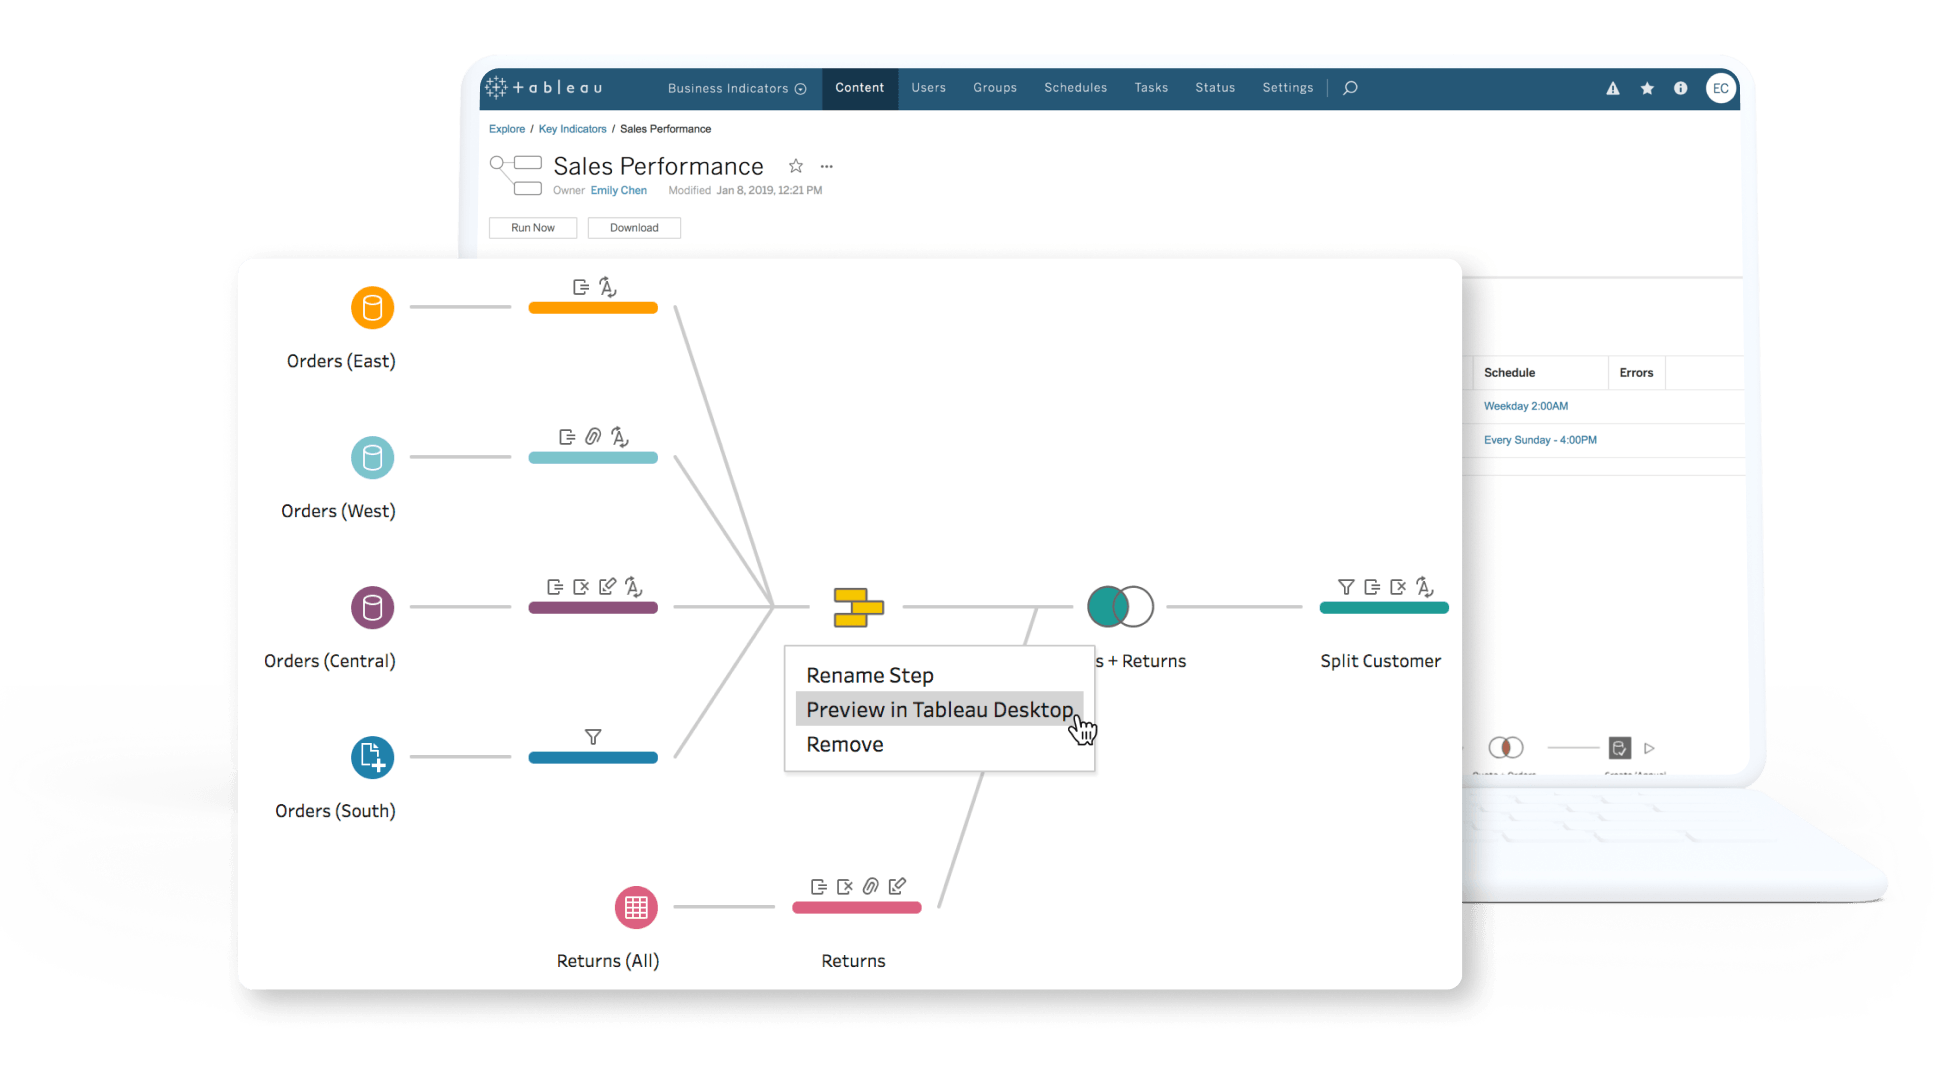 +ableau
Business Indicators Content Users Groups Schedules Tasks Status Settings EC
Explore / Key Indicators / Sales Performance
Sales Performance
Owner Emily Chen Modified Jan 8, 2019, 12:21 PM
Run Now Download
Schedule Errors
Weekday 2:00AM
Every Sunday - 4:00PM
Orders (East)
Orders (West)
Orders (Central)
s + Returns
Split Customer
Rename Step
Preview in Tableau Desktop
Remove
Orders (South)
Returns (All)
Returns